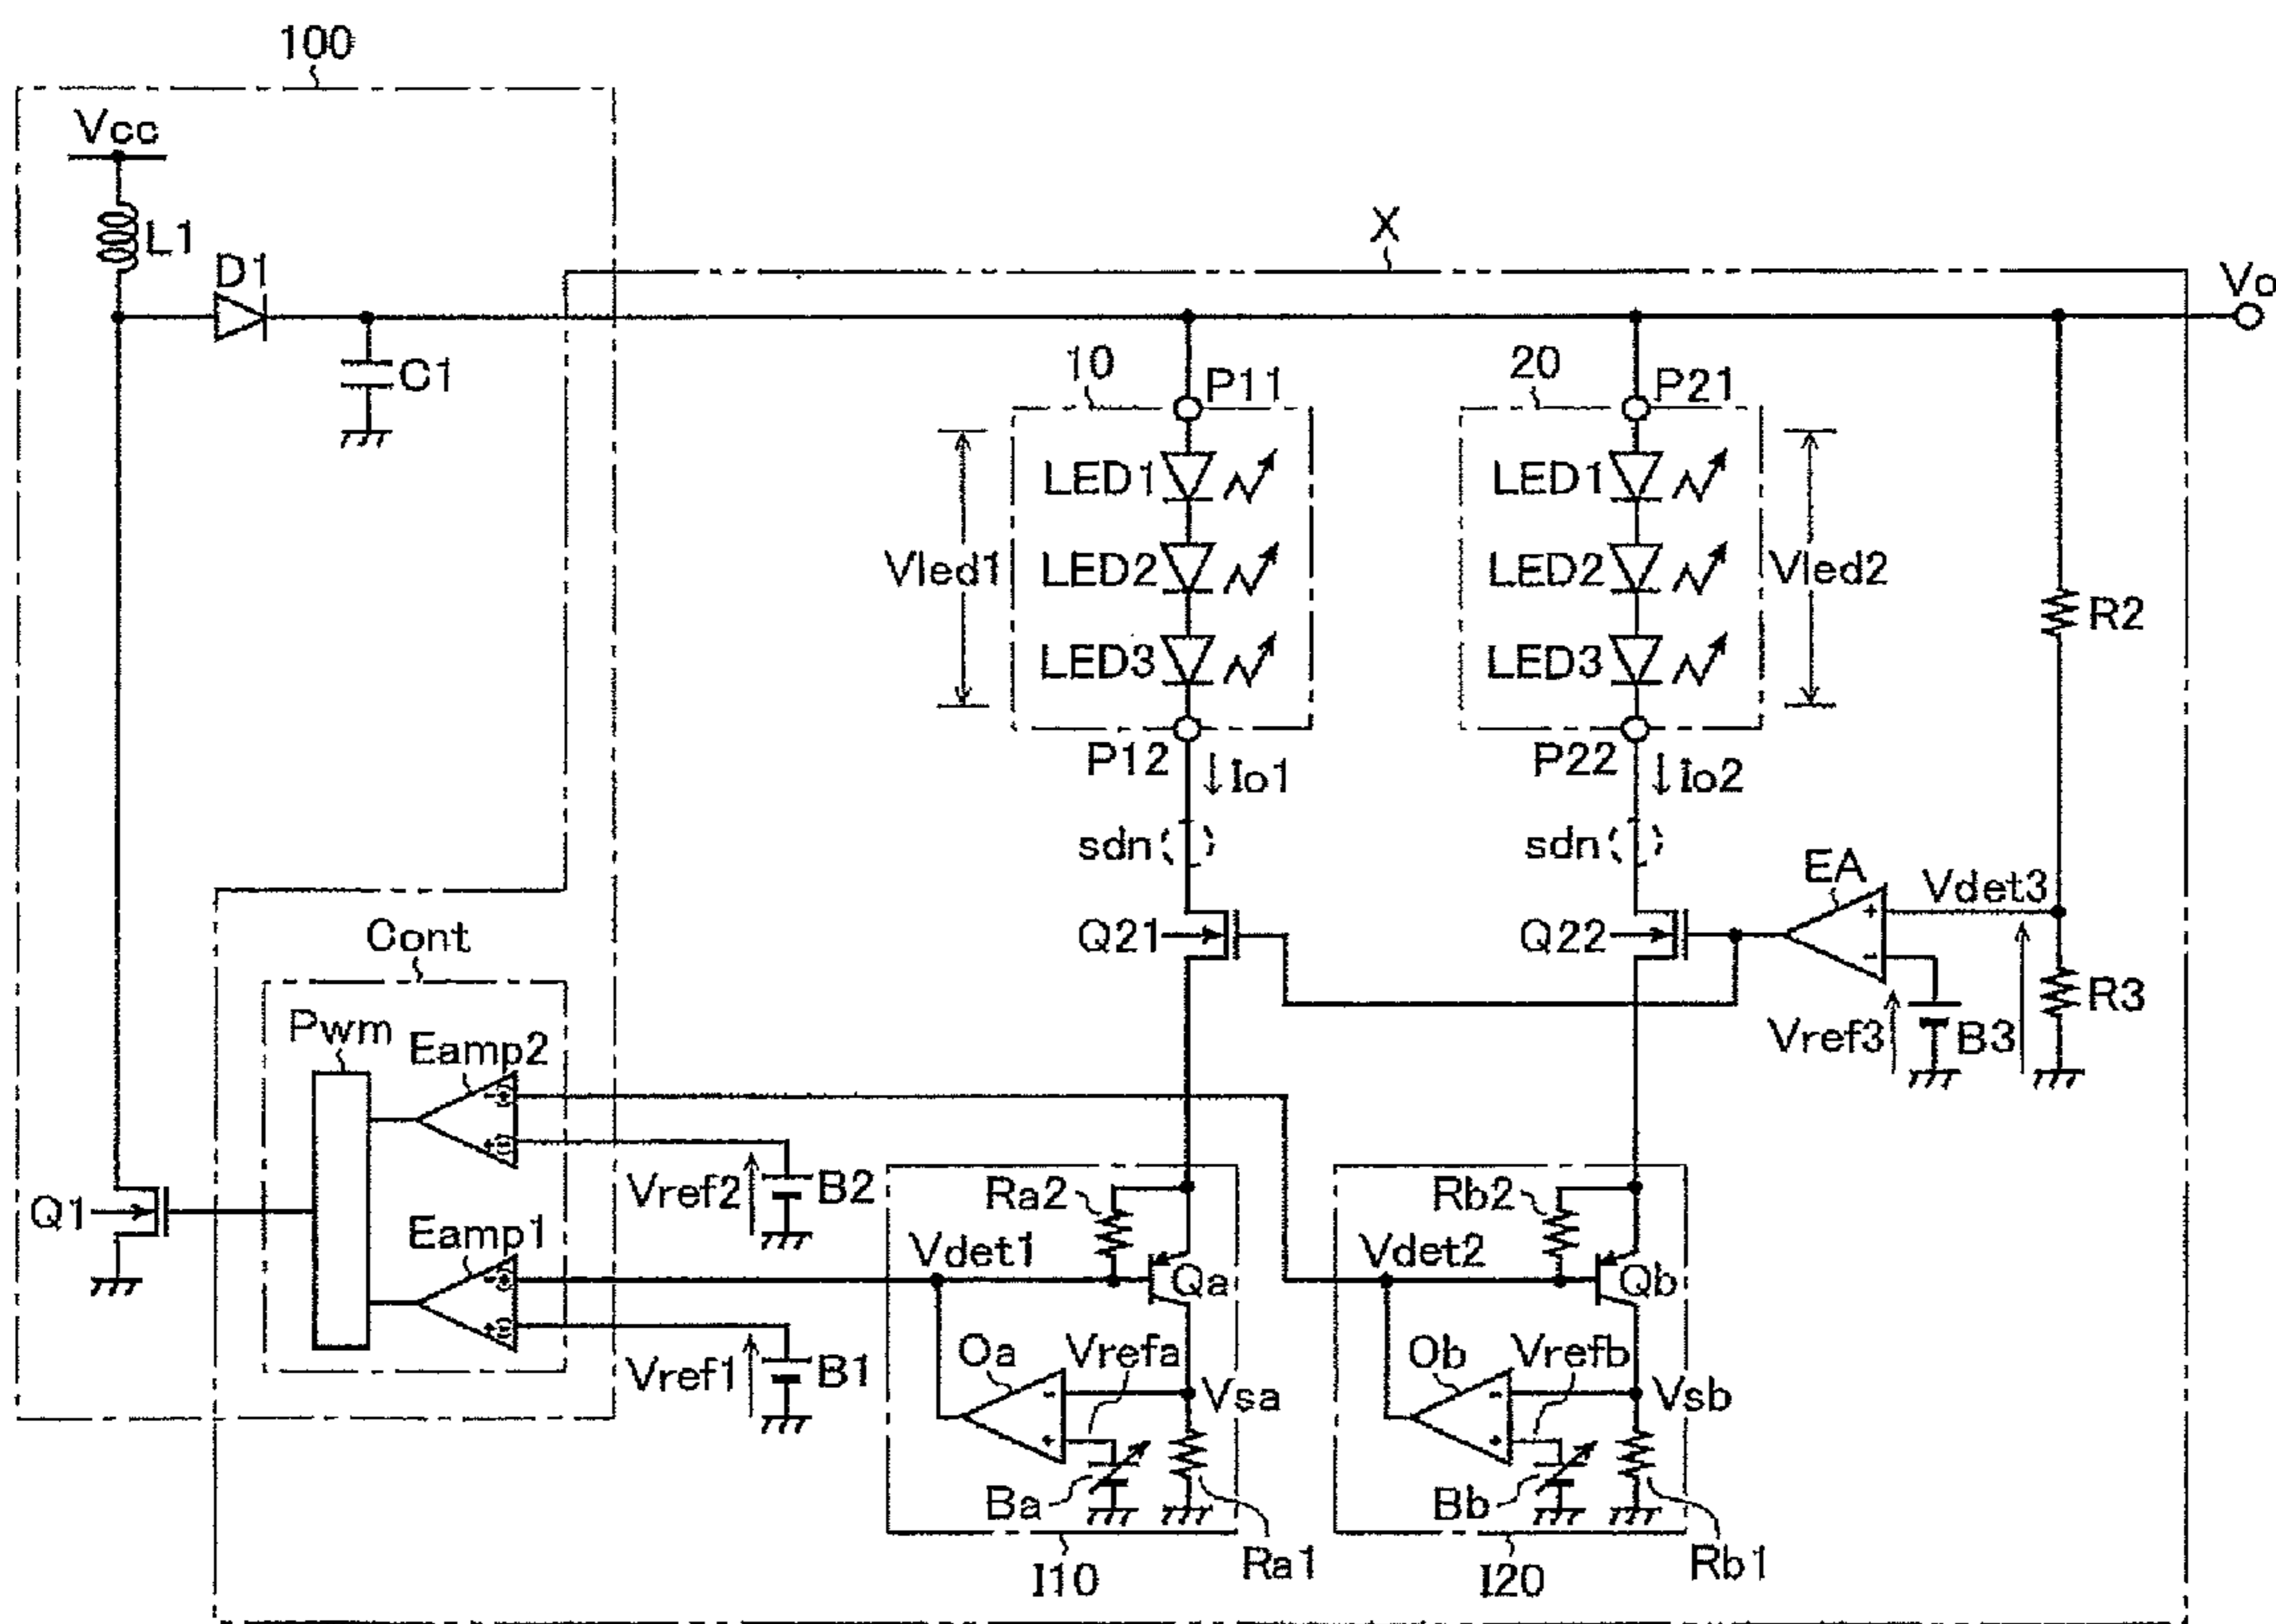 100
Vcc
L1
D1
C1
X
Vo
10
P11
LED1
LED2
LED3
Vled1
P12
Io1
sdn
Q21
20
P21
LED1
LED2
LED3
Vled2
P22
Io2
sdn
Q22
EA
+
-
Vdet3
R2
R3
Vref3
B3
Cont
Pwm
Eamp2
Eamp1
Q1
Vref2
B2
Vref1
B1
Ra2
Vdet1
Qa
Oa
Vrefa
-
+
Vsa
Ba
Ra1
I10
Rb2
Vdet2
Qb
Ob
Vrefb
-
+
Vsb
Bb
Rb1
I20